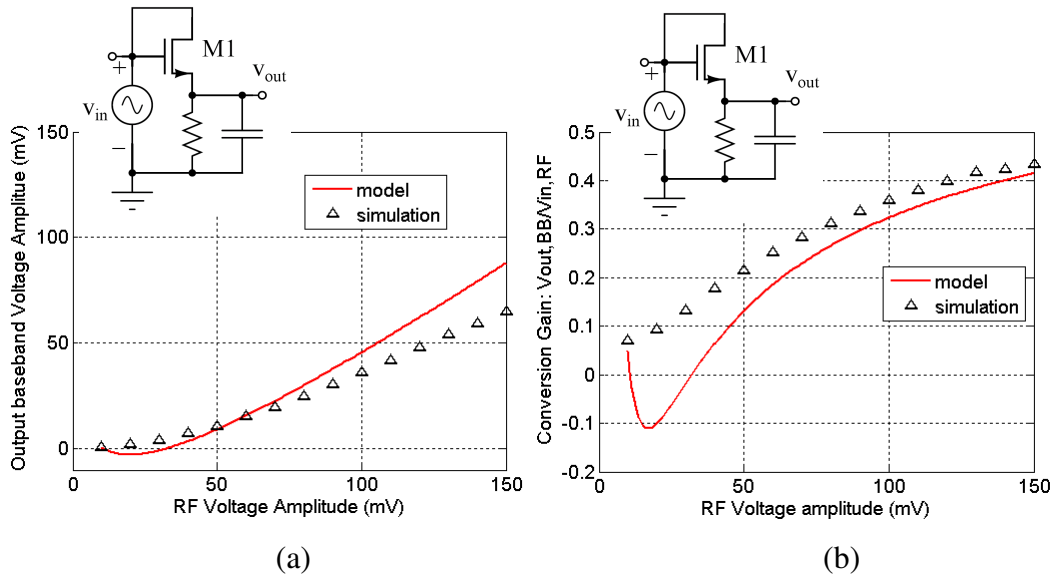 M1
v_out
+
v_in
−
150
100
50
0
Output baseband Voltage Amplitue (mV)
model
simulation
0 50 100 150
RF Voltage Amplitude (mV)
(a)
M1
v_out
+
v_in
−
0.5
0.4
0.3
0.2
0.1
0
-0.1
-0.2
Conversion Gain: Vout,BB/Vin,RF
model
simulation
0 50 100 150
RF Voltage amplitude (mV)
(b)